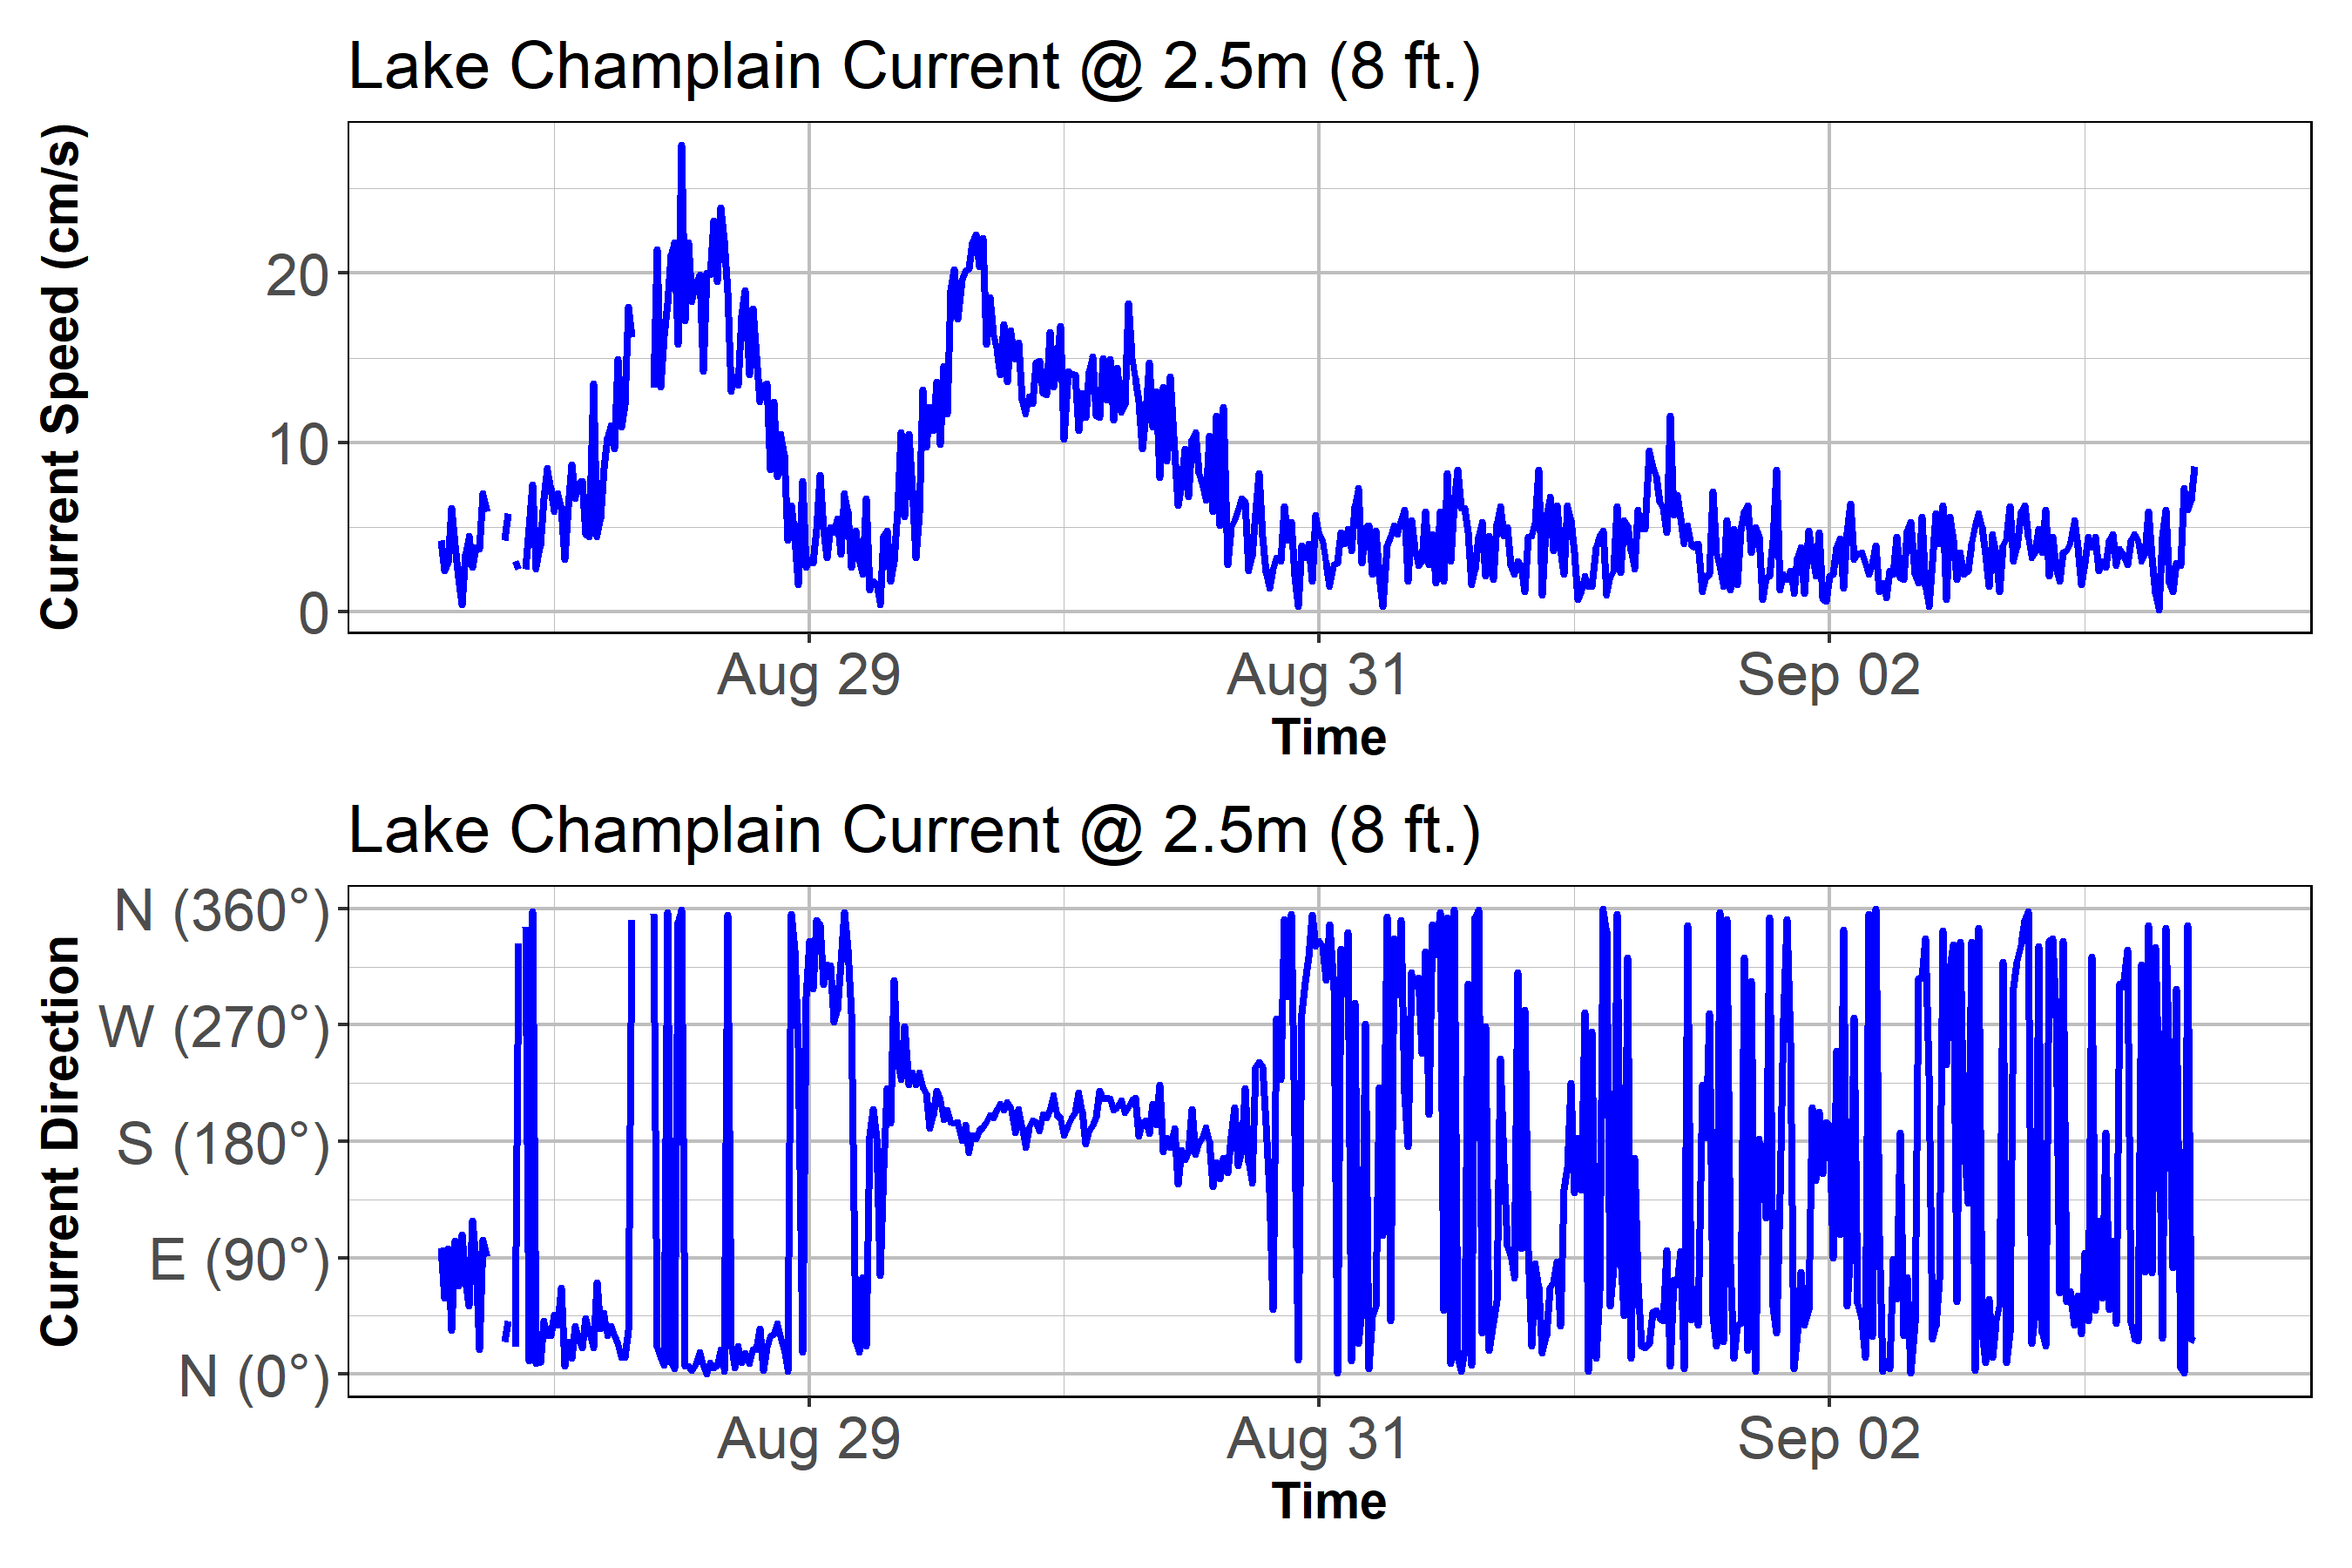 Lake Champlain Current @ 2.5m (8 ft.)
Current Speed (cm/s)
20
10
0
Aug 29 Aug 31 Sep 02
Time
Lake Champlain Current @ 2.5m (8 ft.)
Current Direction
N (360°)
W (270°)
S (180°)
E (90°)
N (0°)
Aug 29 Aug 31 Sep 02
Time